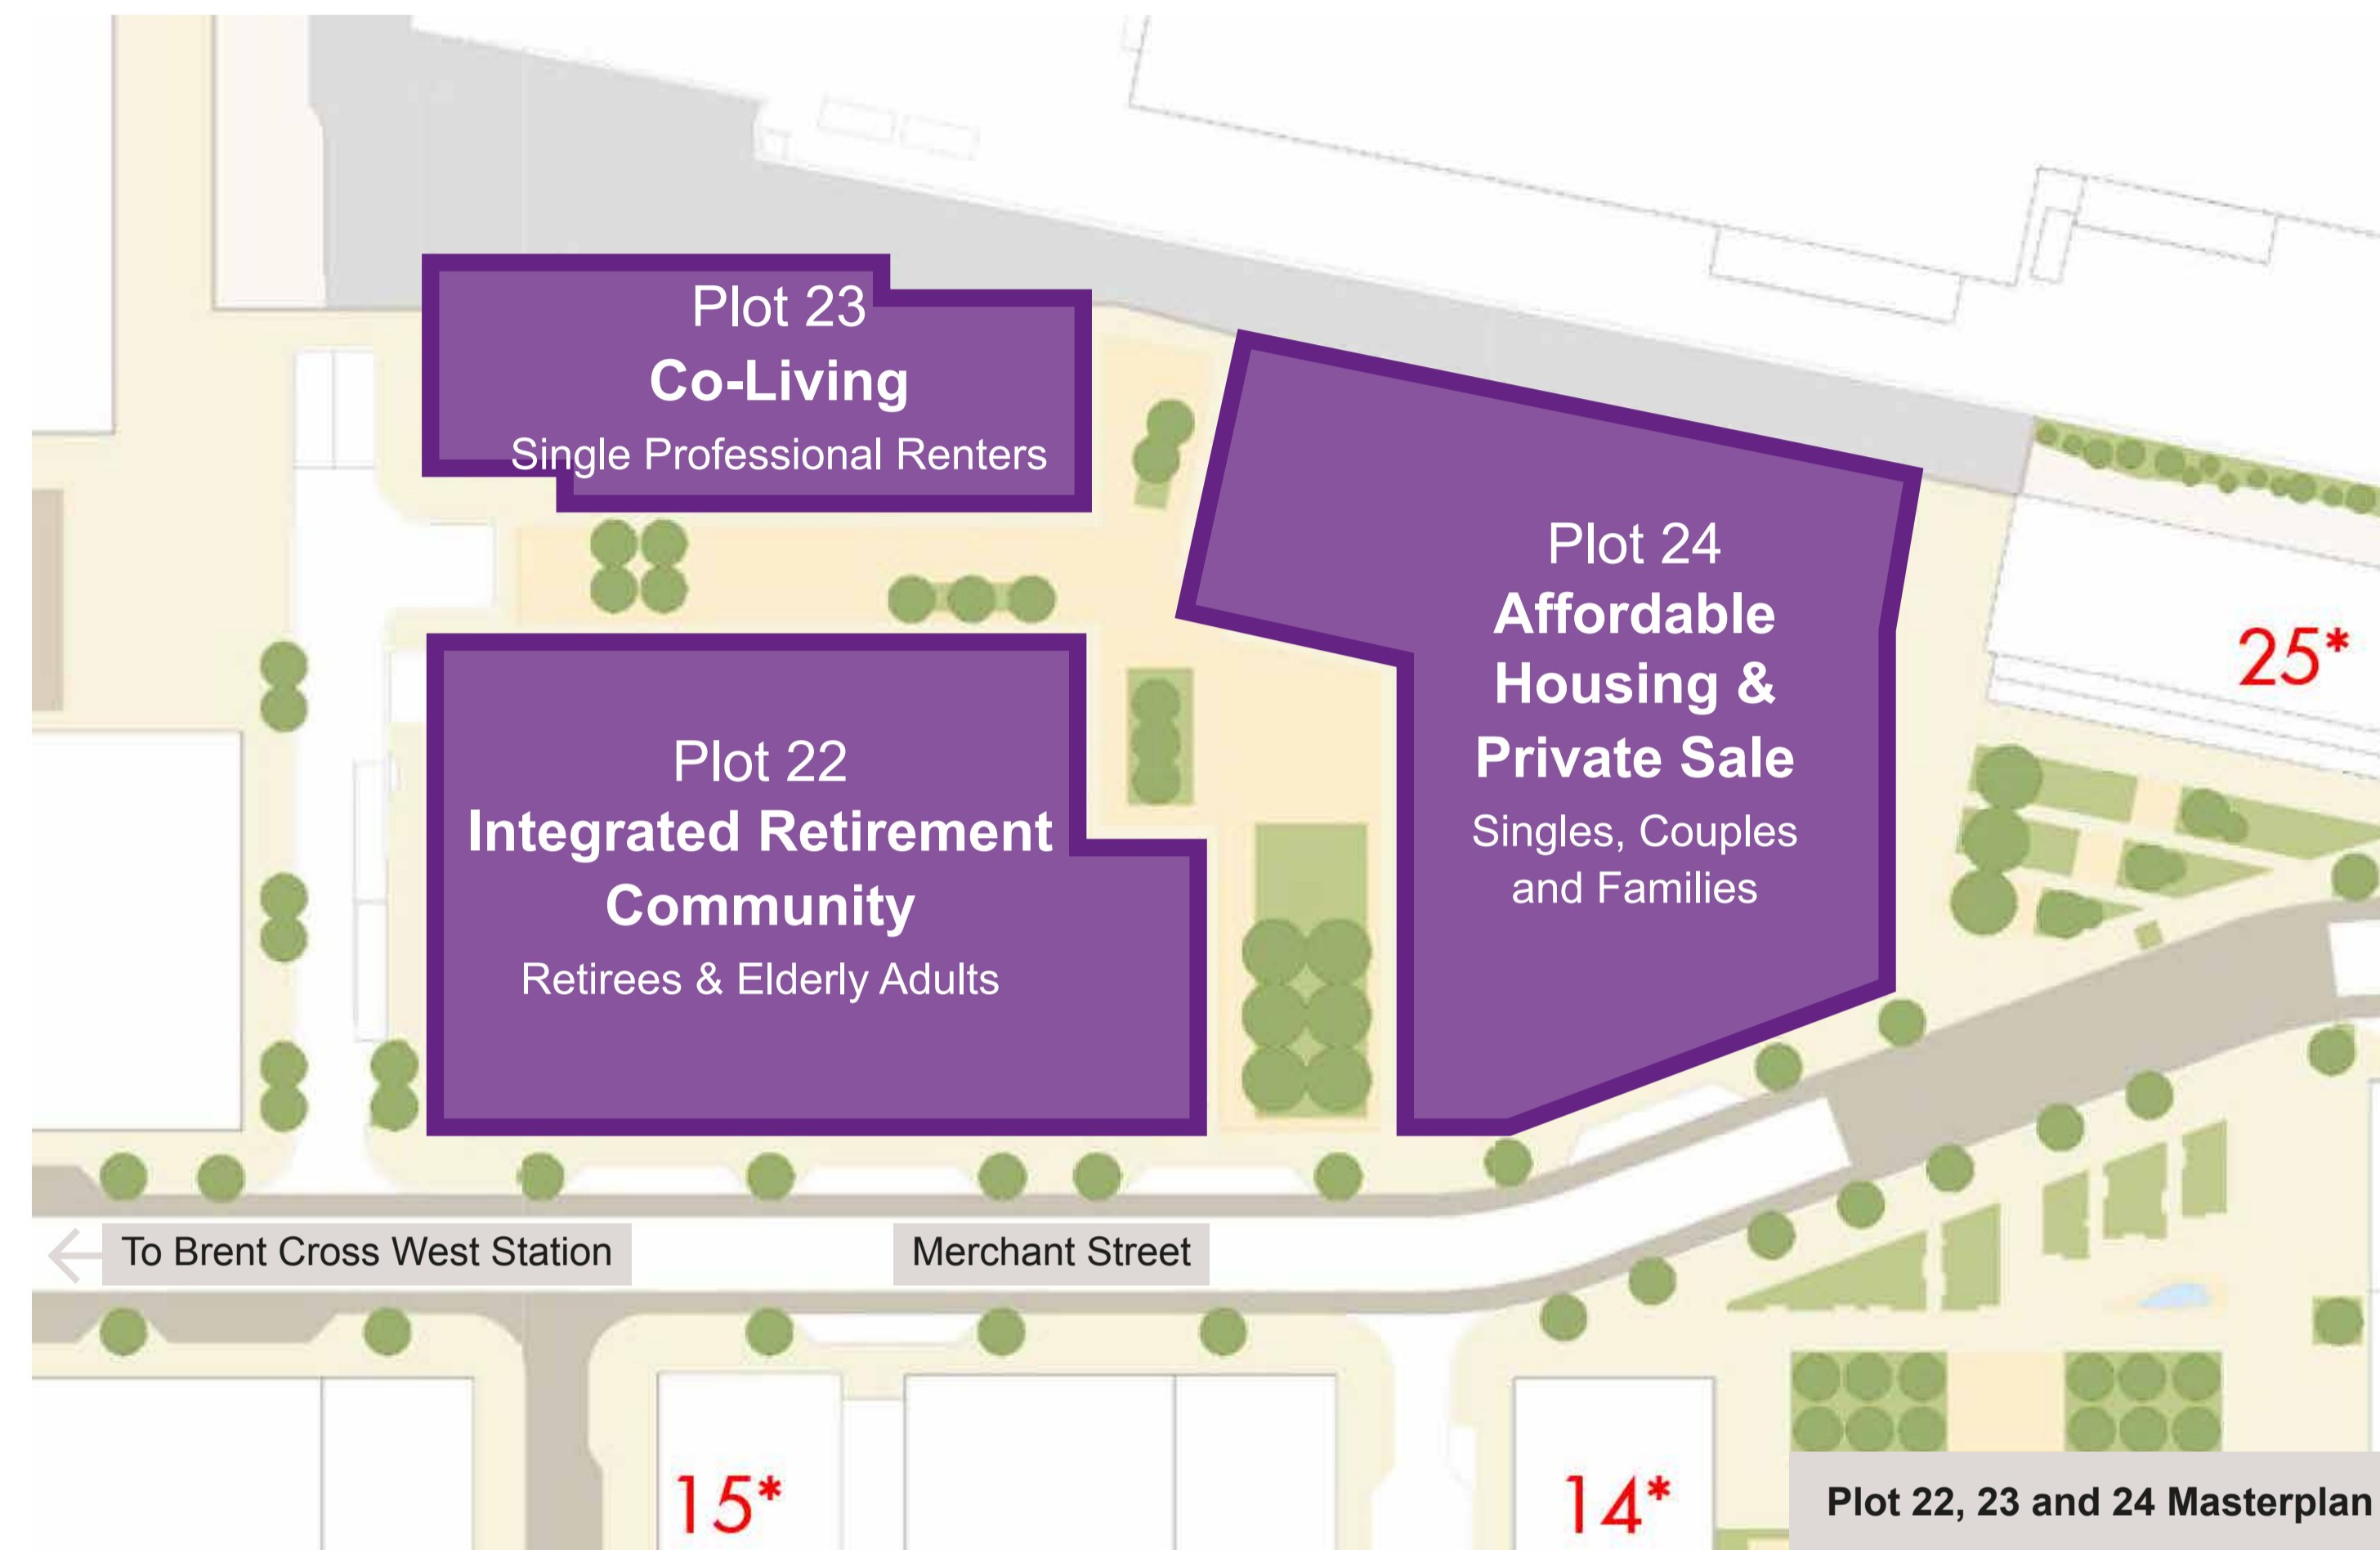 Plot 23
Co-Living
Single Professional Renters
Plot 24
Affordable
Housing &
Private Sale
Singles, Couples
and Families
25*
Plot 22
Integrated Retirement
Community
Retirees & Elderly Adults
To Brent Cross West Station
Merchant Street
15*
14*
Plot 22, 23 and 24 Masterplan